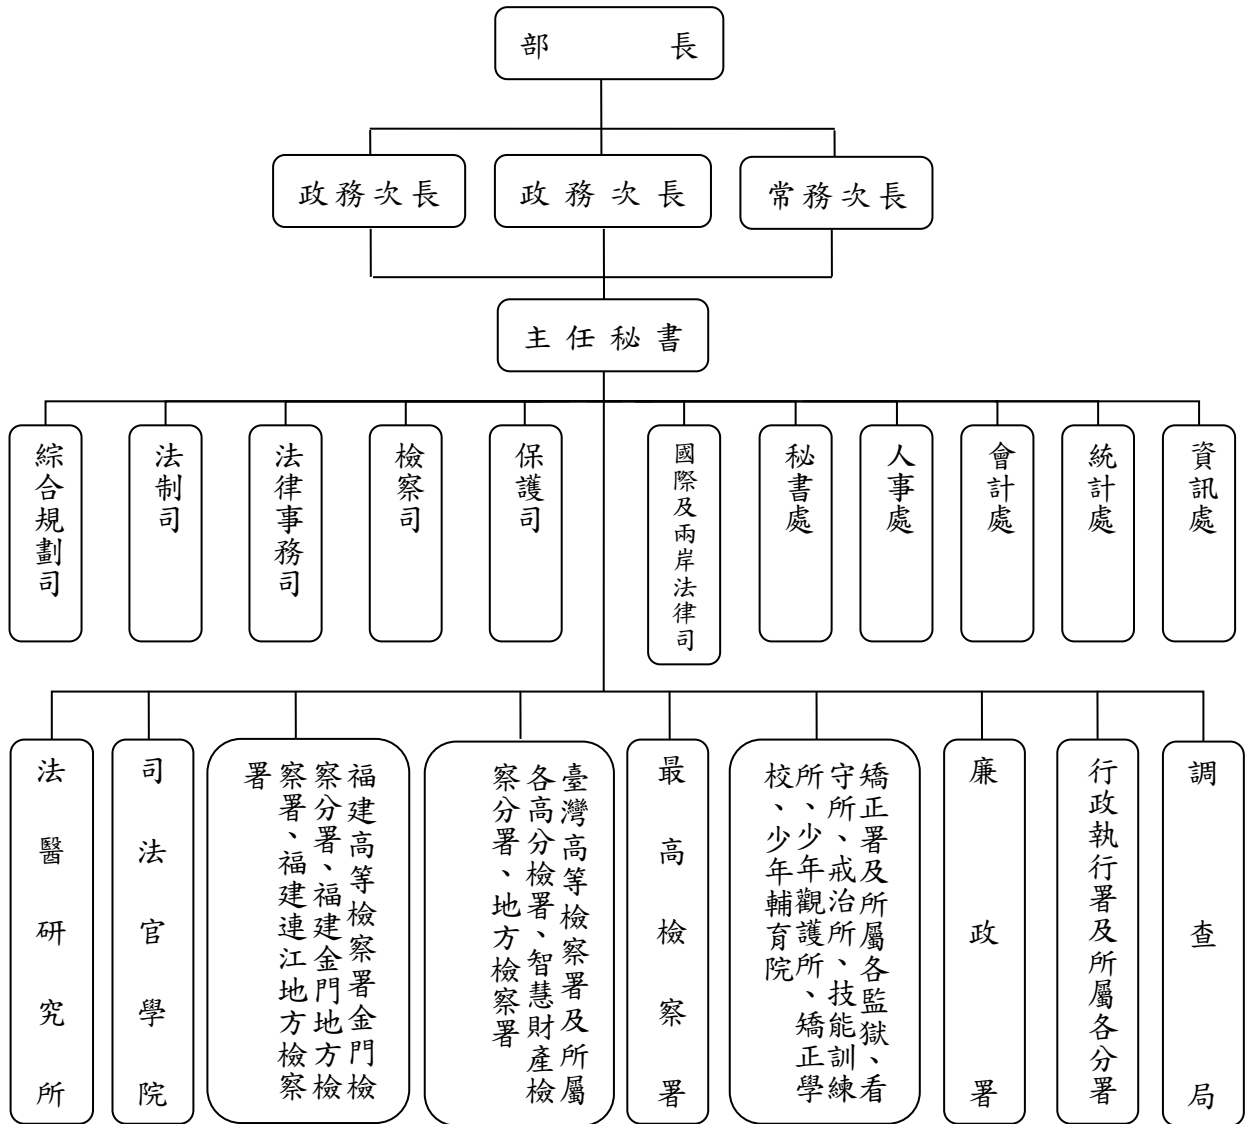 部長
政務次長
政務次長
常務次長
主任秘書
綜合規劃司
法制司
法律事務司
檢察司
保護司
國際及兩岸法律司
秘書處
人事處
會計處
統計處
資訊處
法醫研究所
司法官學院
福建高等檢察署金門檢
察分署、福建金門地方檢
察署、福建連江地方檢察
署
臺灣高等檢察署及所屬
各高分檢署、智慧財產檢
察分署、地方檢察署
最高檢察署
矯正署及所屬各監獄、看
守所、戒治所、技能訓練
所、少年觀護所、矯正學
校、少年輔育院
廉政署
行政執行署及所屬各分署
調查局